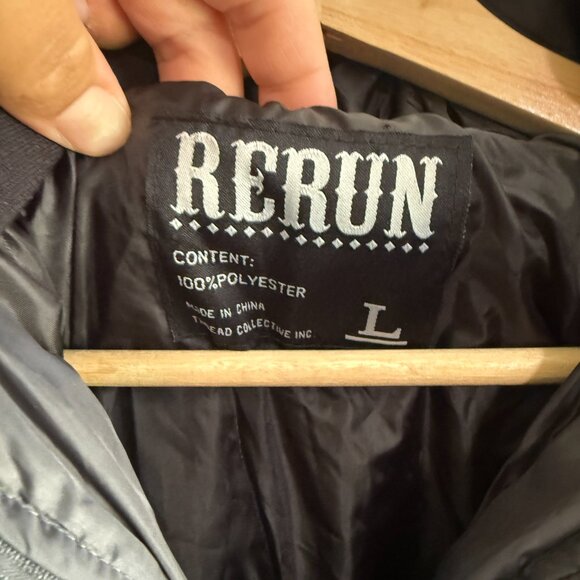 RERUN
CONTENT:
100%POLYESTER
MADE IN CHINA
THREAD COLLECTIVE INC.
L